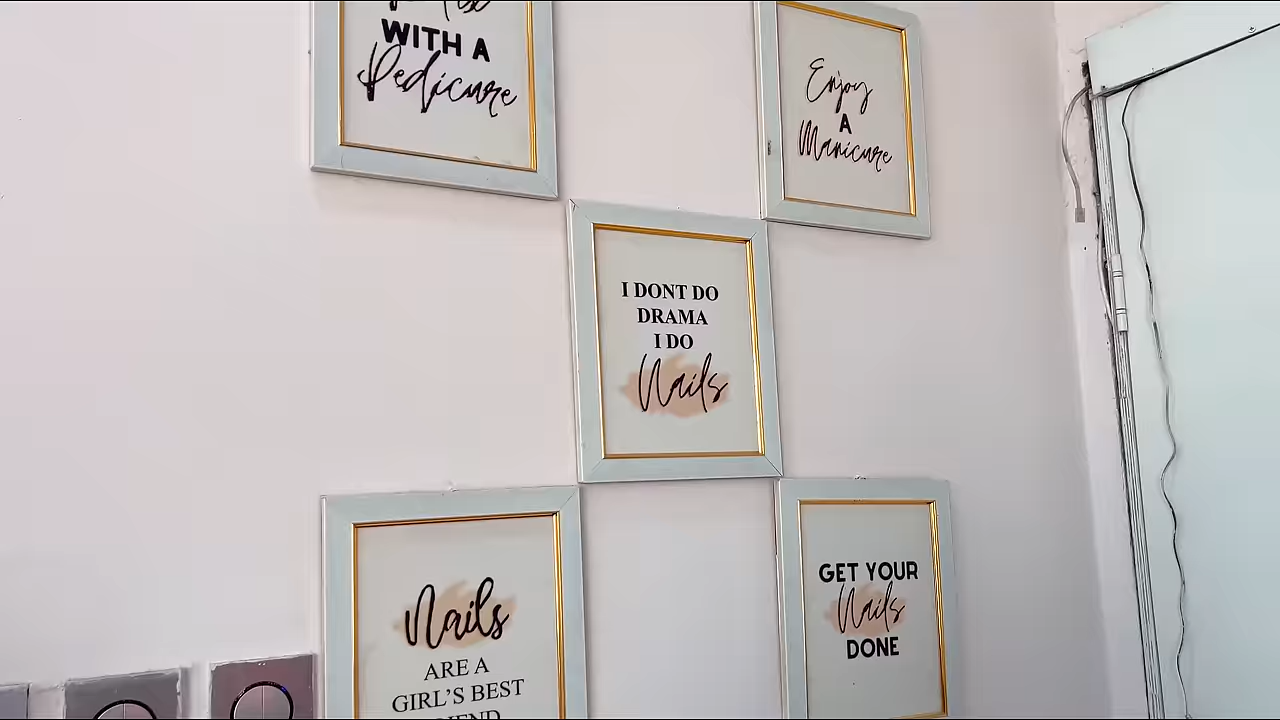 WITH A
Pedicure
Enjoy
A
Manicure
I DONT DO
DRAMA
I DO
Nails
Nails
ARE A
GIRL'S BEST
GET YOUR
Nails
DONE